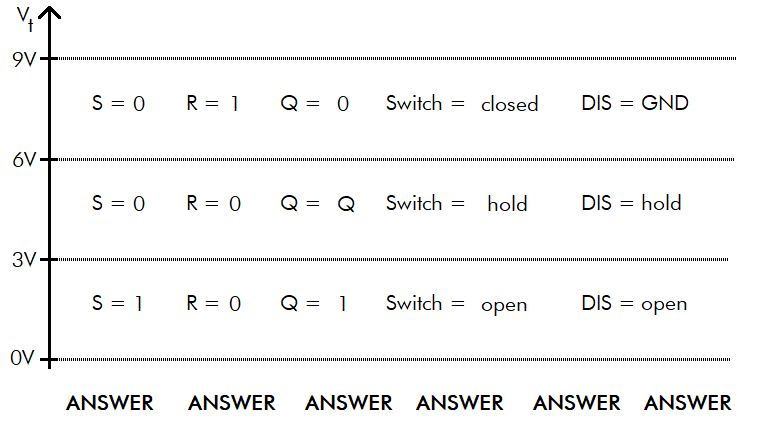 Vt
9V
S = 0 R = 1 Q = 0 Switch = closed DIS = GND
6V
S = 0 R = 0 Q = Q Switch = hold DIS = hold
3V
S = 1 R = 0 Q = 1 Switch = open DIS = open
0V
ANSWER ANSWER ANSWER ANSWER ANSWER ANSWER